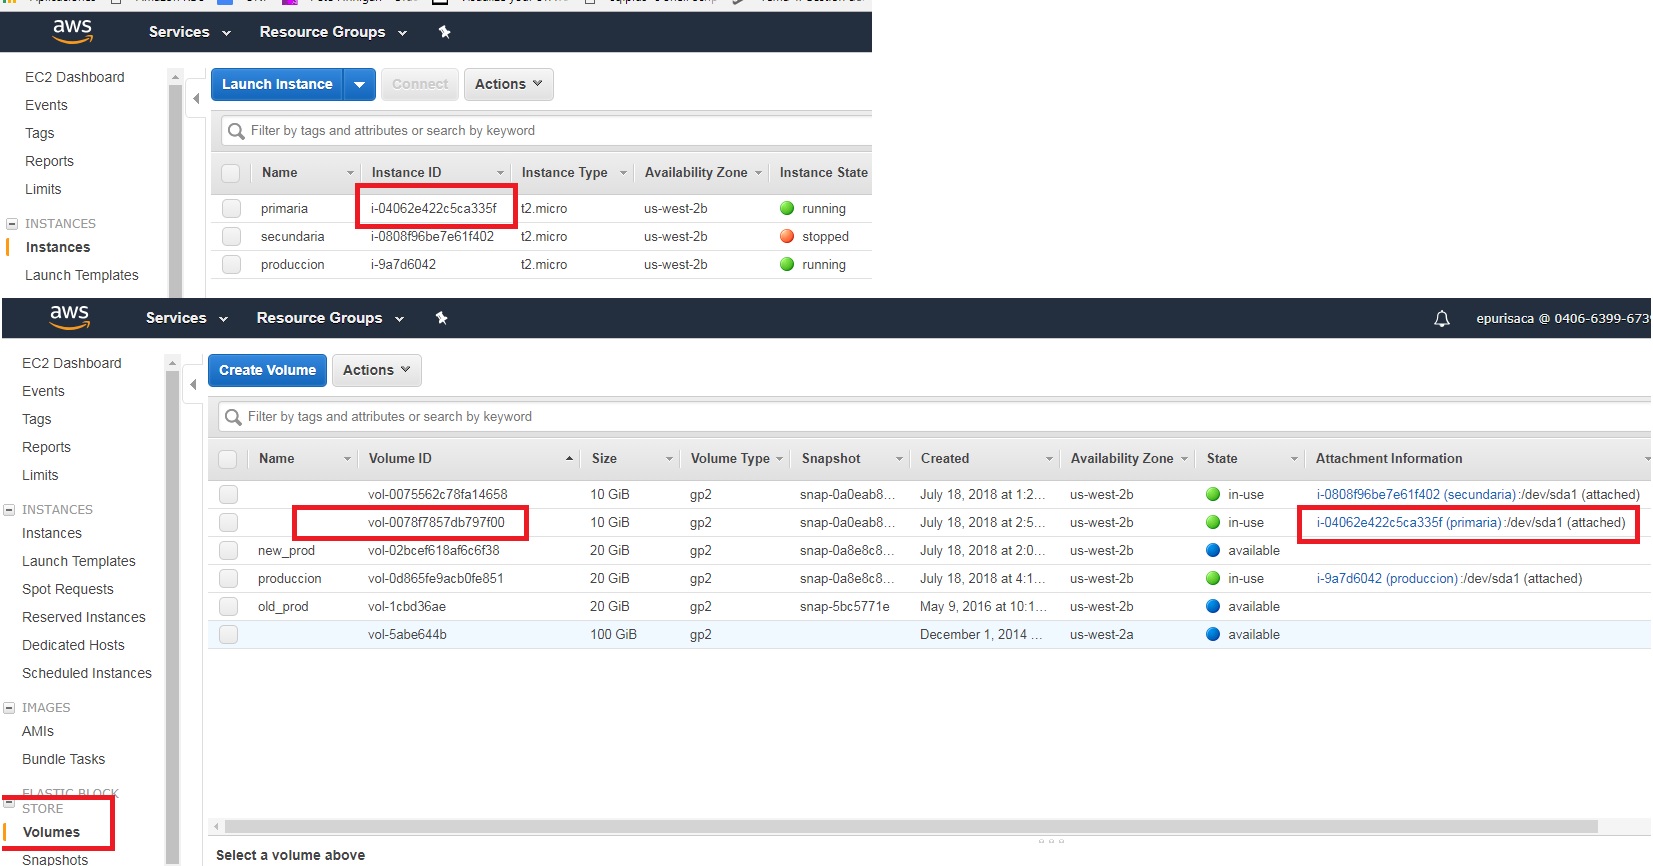 aws Services Resource Groups
EC2 Dashboard
Events
Tags
Reports
Limits
INSTANCES
Instances
Launch Templates
Launch Instance Connect Actions
Filter by tags and attributes or search by keyword
Name Instance ID Instance Type Availability Zone Instance State
primaria i-04062e422c5ca335f t2.micro us-west-2b running
secundaria i-0808f96be7e61f402 t2.micro us-west-2b stopped
produccion i-9a7d6042 t2.micro us-west-2b running
aws Services Resource Groups epurisaca @ 0406-6399-673
EC2 Dashboard
Events
Tags
Reports
Limits
INSTANCES
Instances
Launch Templates
Spot Requests
Reserved Instances
Dedicated Hosts
Scheduled Instances
IMAGES
AMIs
Bundle Tasks
ELASTIC BLOCK
STORE
Volumes
Snapshots
Create Volume Actions
Filter by tags and attributes or search by keyword
Name Volume ID Size Volume Type Snapshot Created Availability Zone State Attachment Information
vol-0075562c78fa14658 10 GiB gp2 snap-0a0eab8... July 18, 2018 at 1:2... us-west-2b in-use i-0808f96be7e61f402 (secundaria):/dev/sda1 (attached)
vol-0078f7857db797f00 10 GiB gp2 snap-0a0eab8... July 18, 2018 at 2:5... us-west-2b in-use i-04062e422c5ca335f (primaria):/dev/sda1 (attached)
new_prod vol-02bcef618af6c6f38 20 GiB gp2 snap-0a8e8c8... July 18, 2018 at 2:0... us-west-2b available
produccion vol-0d865fe9acb0fe851 20 GiB gp2 snap-0a8e8c8... July 18, 2018 at 4:1... us-west-2b in-use i-9a7d6042 (produccion):/dev/sda1 (attached)
old_prod vol-1cbd36ae 20 GiB gp2 snap-5bc5771e May 9, 2016 at 10:1... us-west-2b available
vol-5abe644b 100 GiB gp2 December 1, 2014 ... us-west-2a available
Select a volume above